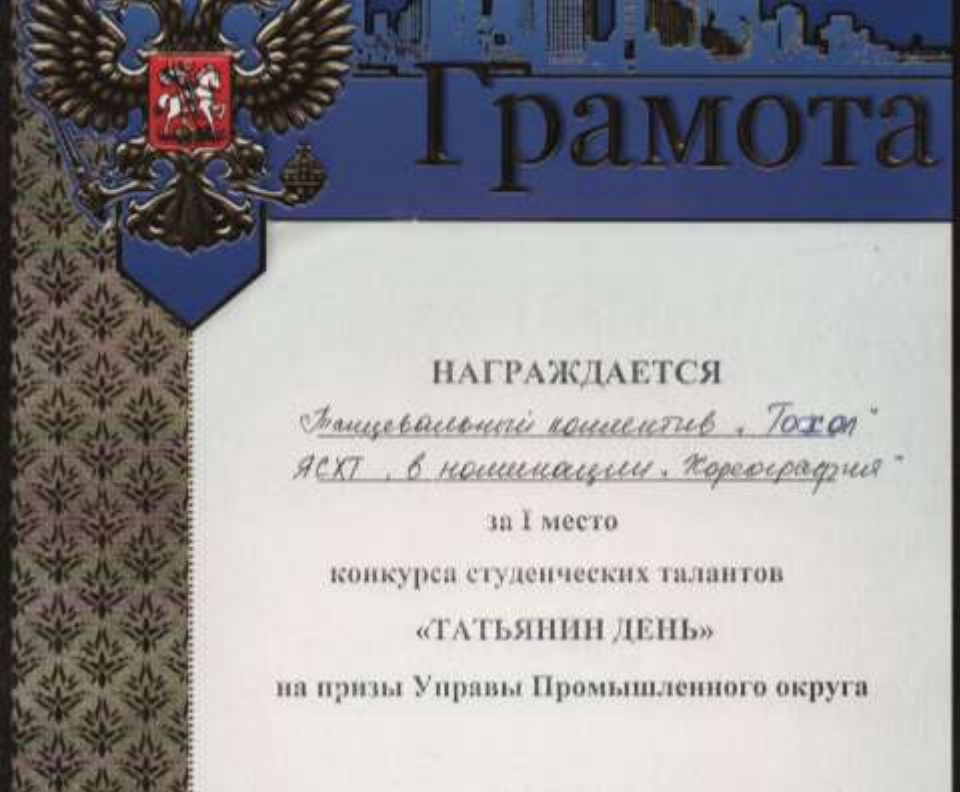 Грамота
НАГРАЖДАЕТСЯ
Танцевальный коллектив „Тохол"
ЯСХТ, в номинации „Хореография"
за I место
конкурса студенческих талантов
«ТАТЬЯНИН ДЕНЬ»
на призы Управы Промышленного округа